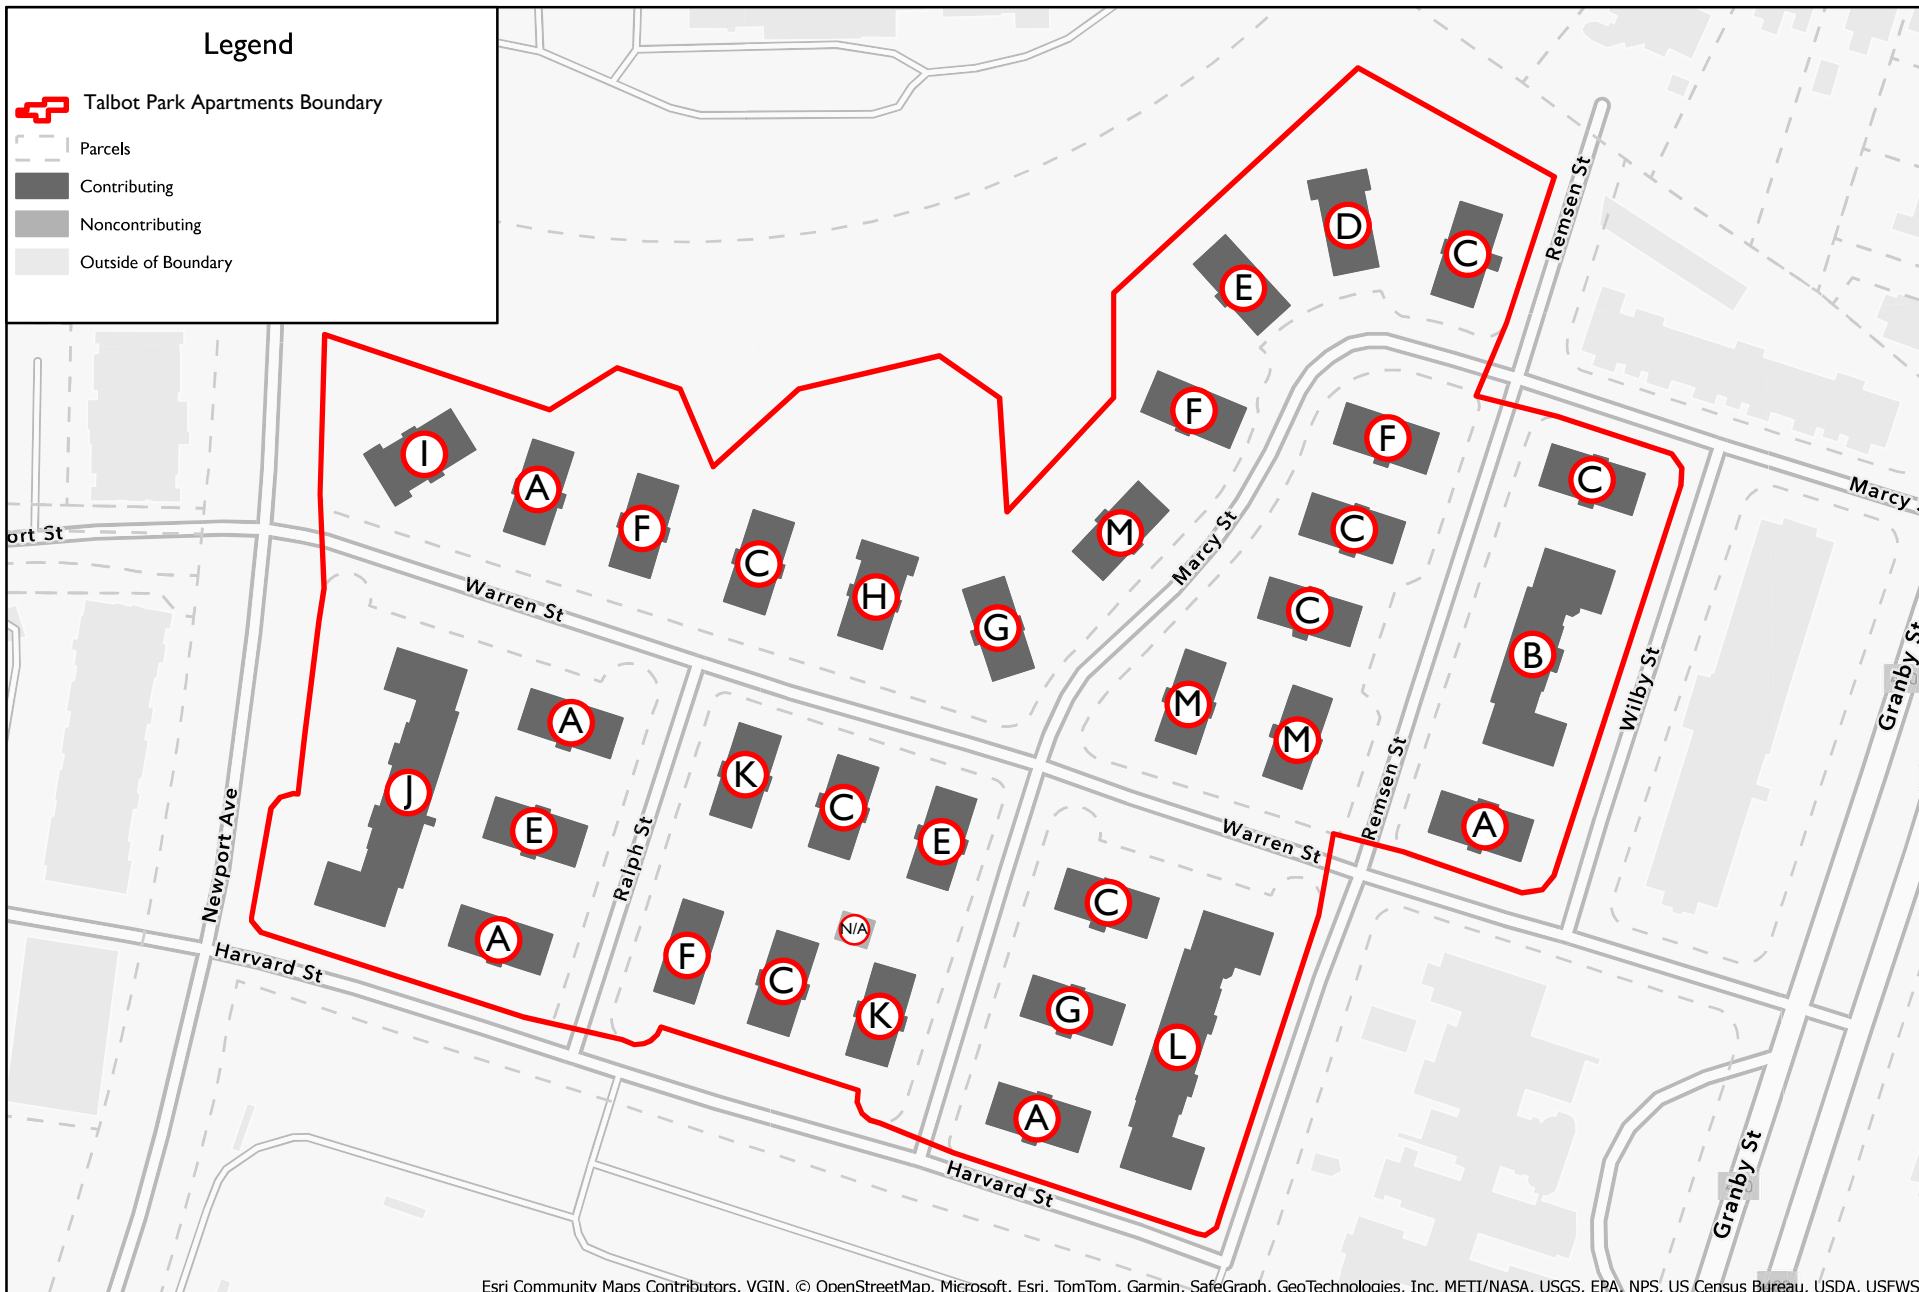 Legend
Talbot Park Apartments Boundary
Parcels
Contributing
Noncontributing
Outside of Boundary
Remsen St
D
C
E
F
F
C
Marcy
I
A
F
C
H
G
M
Marcy St
C
C
M
M
B
Wilby St
Granby St
ort St
Warren St
J
A
E
A
Newport Ave
Ralph St
K
C
E
F
C
N/A
K
Remsen St
Warren St
A
C
G
A
L
Harvard St
Harvard St
Granby St
Esri Community Maps Contributors, VGIN, © OpenStreetMap, Microsoft, Esri, TomTom, Garmin, SafeGraph, GeoTechnologies, Inc, METI/NASA, USGS, EPA, NPS, US Census Bureau, USDA, USFWS